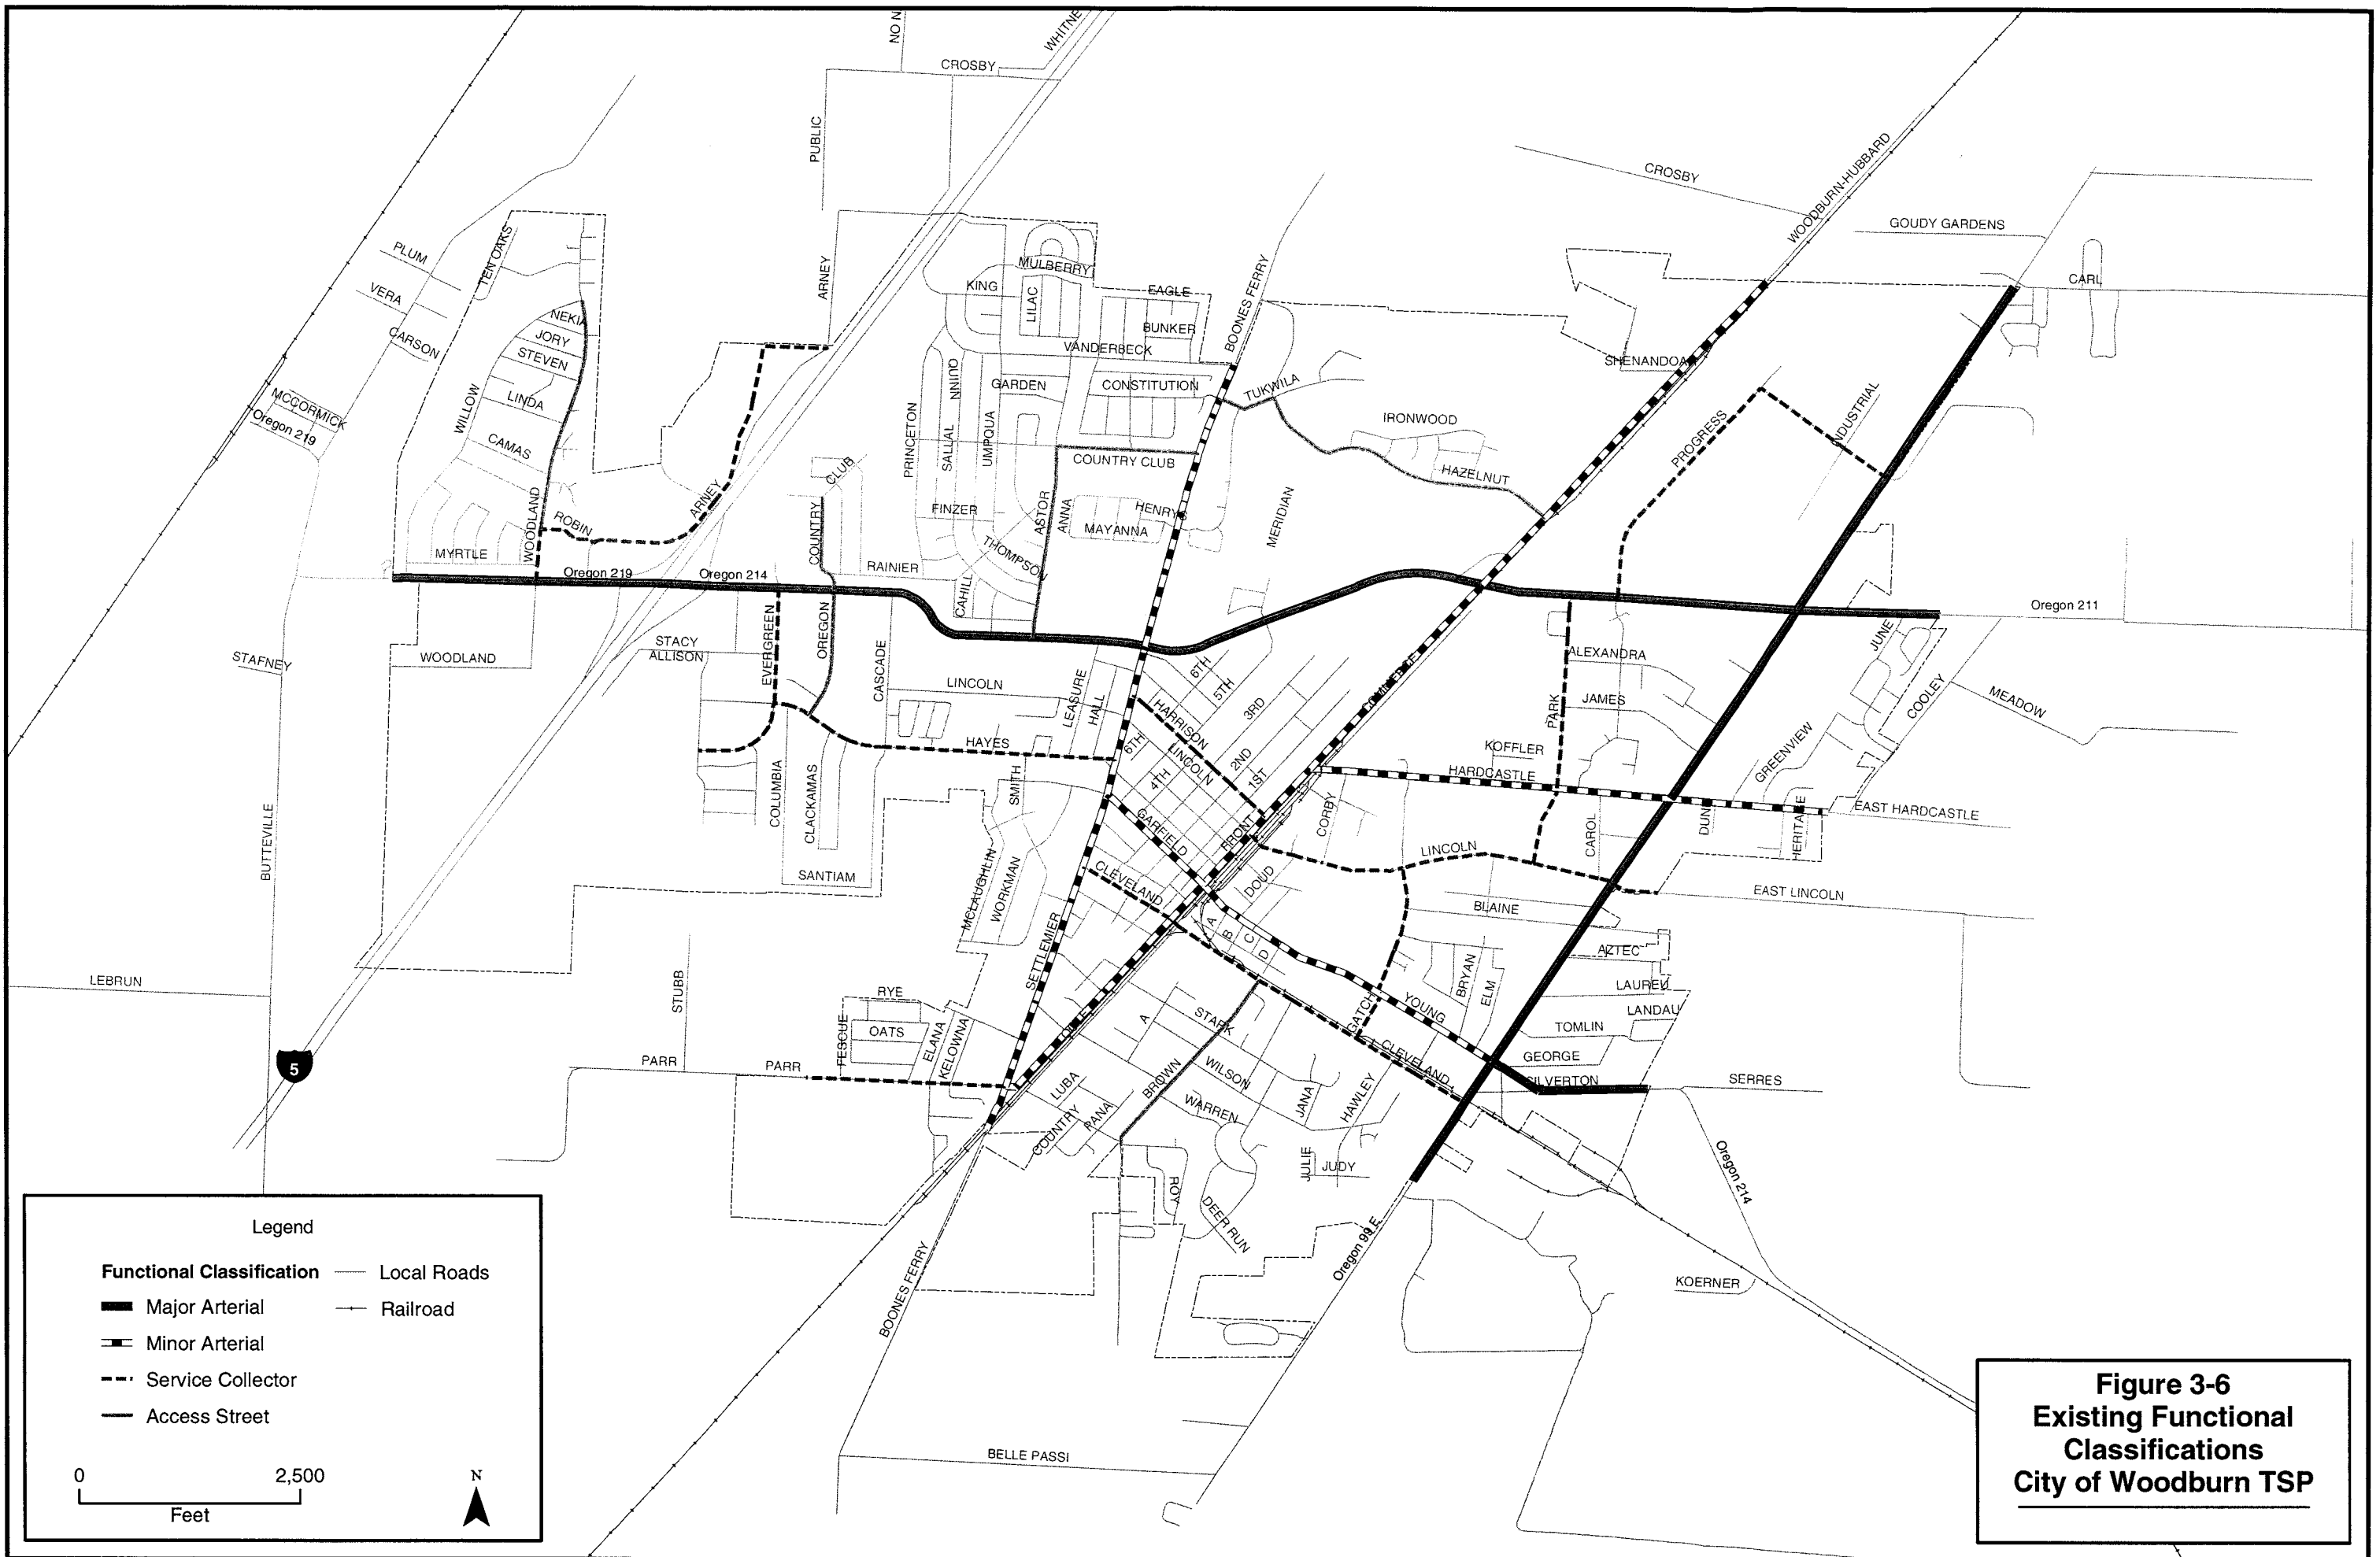 NO N
WHITNE
CROSBY
PUBLIC
CROSBY
WOODBURN-HUBBARD
GOUDY GARDENS
PLUM
TEN OAKS
ARNEY
MULBERRY
KING
LILAC
EAGLE
BUNKER
BOONES FERRY
CARL
VERA
CARSON
NEKIA
JORY
STEVEN
VANDERBECK
SHENANDOA
MCCORMICK
Oregon 219
WILLOW
LINDA
CAMAS
QUINN
GARDEN
CONSTITUTION
TUKWILA
IRONWOOD
PROGRESS
INDUSTRIAL
PRINCETON
SALLAL
UMPQUA
COUNTRY CLUB
HAZELNUT
CLUB
WOODLAND
ROBIN
ARNEY
COUNTRY
FINZER
ASTOR
ANNA
HENRYS
MAYANNA
MERIDIAN
MYRTLE
THOMPSON
RAINIER
CAHILL
Oregon 219
Oregon 214
Oregon 211
STAFNEY
WOODLAND
STACY
ALLISON
EVERGREEN
OREGON
CASCADE
LINCOLN
LEASURE
HALL
6TH
5TH
HARRISON
3RD
ALEXANDRA
JUNE
COOLEY
MEADOW
PARK
JAMES
HAYES
6TH
LINCOLN
4TH
2ND
1ST
KOFFLER
HARDCASTLE
GREENVIEW
EAST HARDCASTLE
BUTTEVILLE
COLUMBIA
CLACKAMAS
SMITH
GARFIELD
FRONT
CORBY
CAROL
DUNN
HERITAGE
SANTIAM
MCLAUGHLIN
WORKMAN
CLEVELAND
DOUD
LINCOLN
EAST LINCOLN
BLAINE
A
B
C
D
AZTEC
LEBRUN
STUBB
SETTLEMIER
BRYAN
ELM
LAUREL
LANDAU
RYE
FESCUE
OATS
ELANA
KELOWNA
A
STARK
GATCH
YOUNG
TOMLIN
GEORGE
5
PARR
PARR
LUBA
BROWN
WILSON
CLEVELAND
SILVERTON
SERRES
COUNTRY
PANA
WARREN
JANA
HAWLEY
JULIE
JUDY
ROY
DEER RUN
Oregon 214
BOONES FERRY
Oregon 99 E
KOERNER
BELLE PASSI
Legend
Functional Classification
Local Roads
Major Arterial
Railroad
Minor Arterial
Service Collector
Access Street
0
2,500
Feet
N
Figure 3-6
Existing Functional
Classifications
City of Woodburn TSP